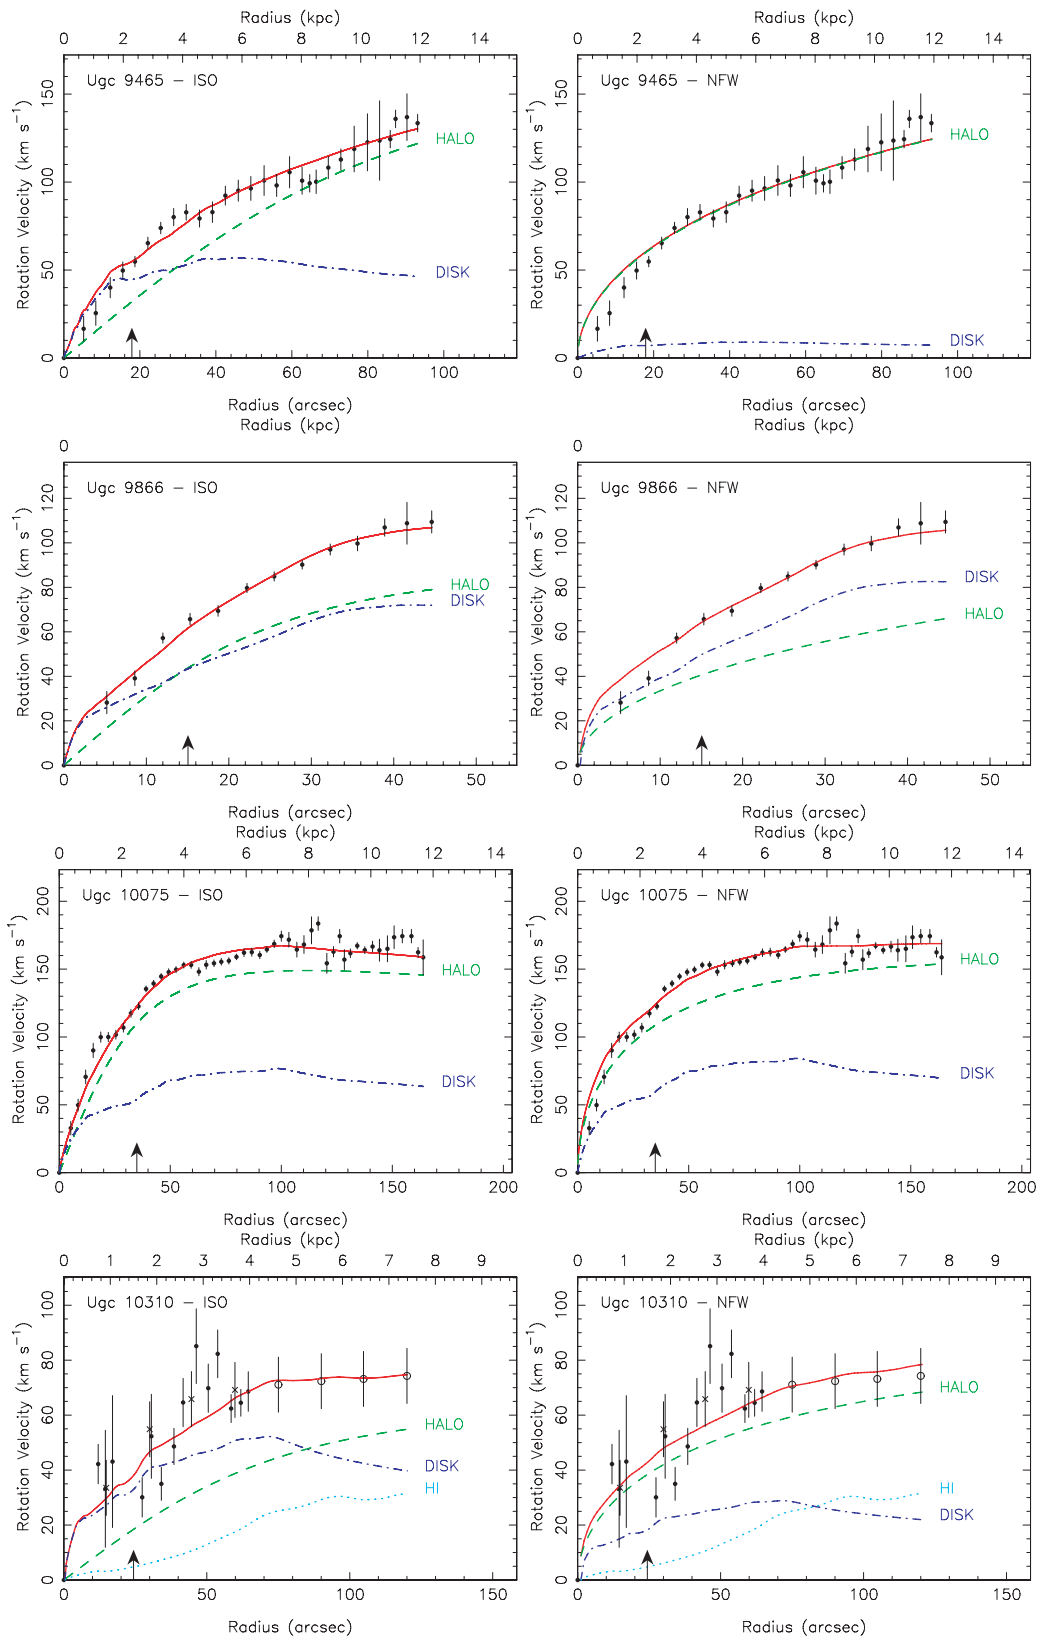 Radius (kpc) Radius (kpc)
0 2 4 6 8 10 12 14 0 2 4 6 8 10 12 14
Ugc 9465 – ISO Ugc 9465 – NFW
HALO HALO
DISK DISK
Rotation Velocity (km s⁻¹) Rotation Velocity (km s⁻¹)
0 50 100 150 0 50 100 150
0 20 40 60 80 100 0 20 40 60 80 100
Radius (arcsec) Radius (arcsec)
Radius (kpc) Radius (kpc)
0 0
Ugc 9866 – ISO Ugc 9866 – NFW
HALO DISK
DISK HALO
Rotation Velocity (km s⁻¹) Rotation Velocity (km s⁻¹)
0 20 40 60 80 100 120 0 20 40 60 80 100 120
0 10 20 30 40 50 0 10 20 30 40 50
Radius (arcsec) Radius (arcsec)
Radius (kpc) Radius (kpc)
0 2 4 6 8 10 12 14 0 2 4 6 8 10 12 14
Ugc 10075 – ISO Ugc 10075 – NFW
HALO HALO
DISK DISK
Rotation Velocity (km s⁻¹) Rotation Velocity (km s⁻¹)
0 50 100 150 200 0 50 100 150 200
0 50 100 150 200 0 50 100 150 200
Radius (arcsec) Radius (arcsec)
Radius (kpc) Radius (kpc)
0 1 2 3 4 5 6 7 8 9 0 1 2 3 4 5 6 7 8 9
Ugc 10310 – ISO Ugc 10310 – NFW
HALO HALO
DISK HI
HI DISK
Rotation Velocity (km s⁻¹) Rotation Velocity (km s⁻¹)
0 20 40 60 80 100 0 20 40 60 80 100
0 50 100 150 0 50 100 150
Radius (arcsec) Radius (arcsec)